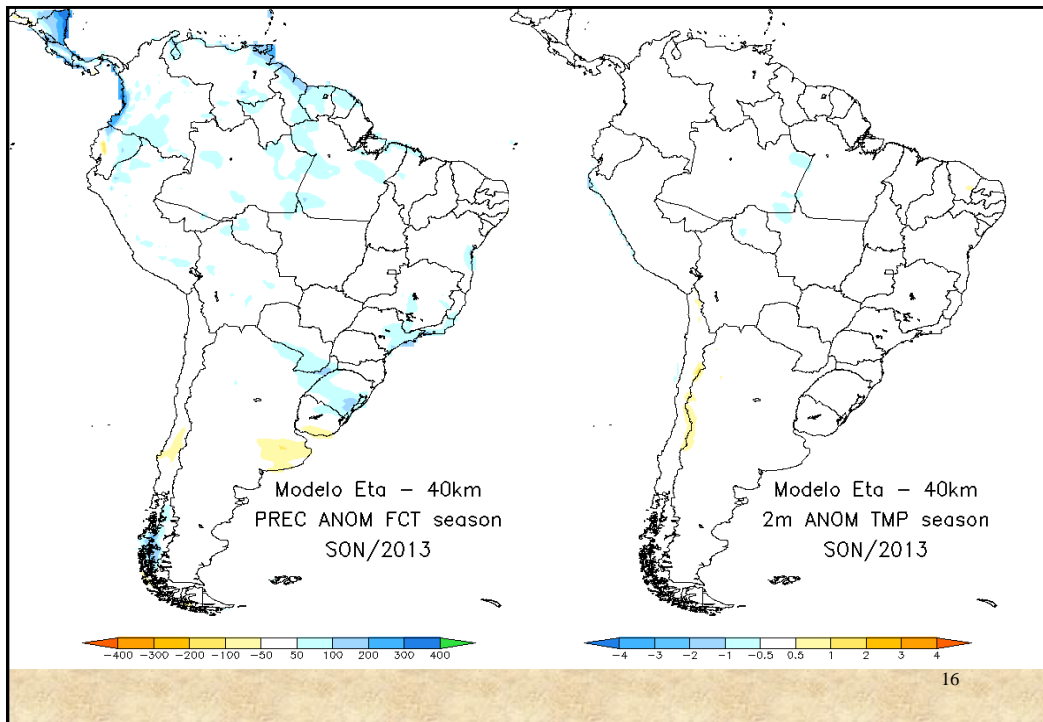 Modelo Eta – 40km
PREC ANOM FCT season
SON/2013
-400 -300 -200 -100 -50 50 100 200 300 400
Modelo Eta – 40km
2m ANOM TMP season
SON/2013
-4 -3 -2 -1 -0.5 0.5 1 2 3 4
16